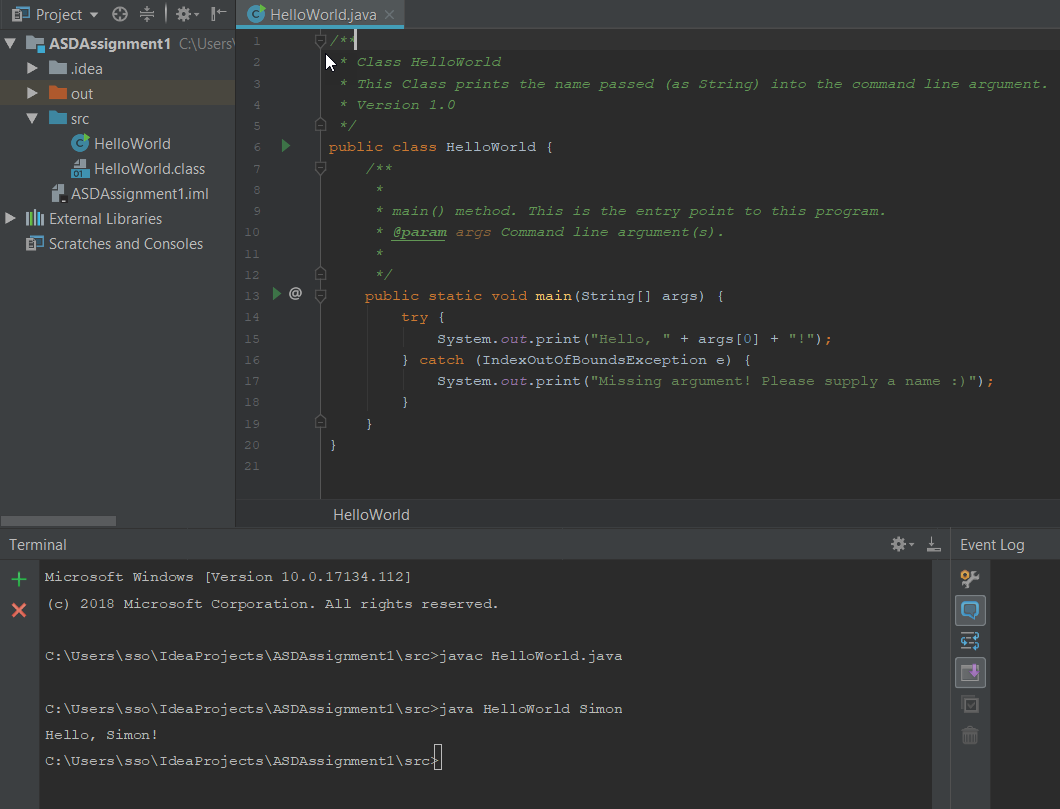 Project
HelloWorld.java
ASDAssignment1 C:\Users\
.idea
out
src
HelloWorld
HelloWorld.class
ASDAssignment1.iml
External Libraries
Scratches and Consoles
1 /**
2 * Class HelloWorld
3 * This Class prints the name passed (as String) into the command line argument.
4 * Version 1.0
5 */
6 public class HelloWorld {
7 /**
8 *
9 * main() method. This is the entry point to this program.
10 * @param args Command line argument(s).
11 *
12 */
13 @ public static void main(String[] args) {
14 try {
15 System.out.print("Hello, " + args[0] + "!");
16 } catch (IndexOutOfBoundsException e) {
17 System.out.print("Missing argument! Please supply a name :)");
18 }
19 }
20 }
21
HelloWorld
Terminal
Event Log
Microsoft Windows [Version 10.0.17134.112]
(c) 2018 Microsoft Corporation. All rights reserved.
C:\Users\sso\IdeaProjects\ASDAssignment1\src>javac HelloWorld.java
C:\Users\sso\IdeaProjects\ASDAssignment1\src>java HelloWorld Simon
Hello, Simon!
C:\Users\sso\IdeaProjects\ASDAssignment1\src>